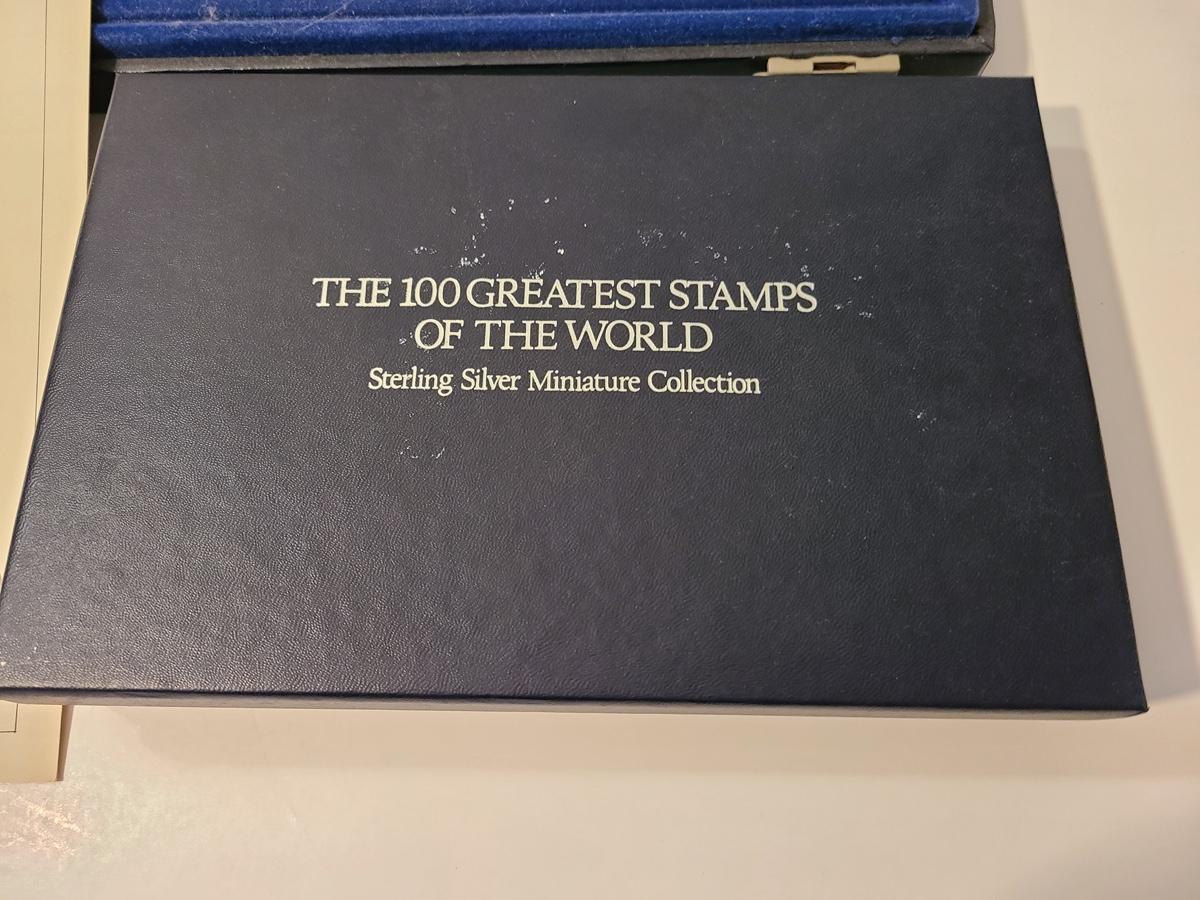 THE 100 GREATEST STAMPS
OF THE WORLD
Sterling Silver Miniature Collection